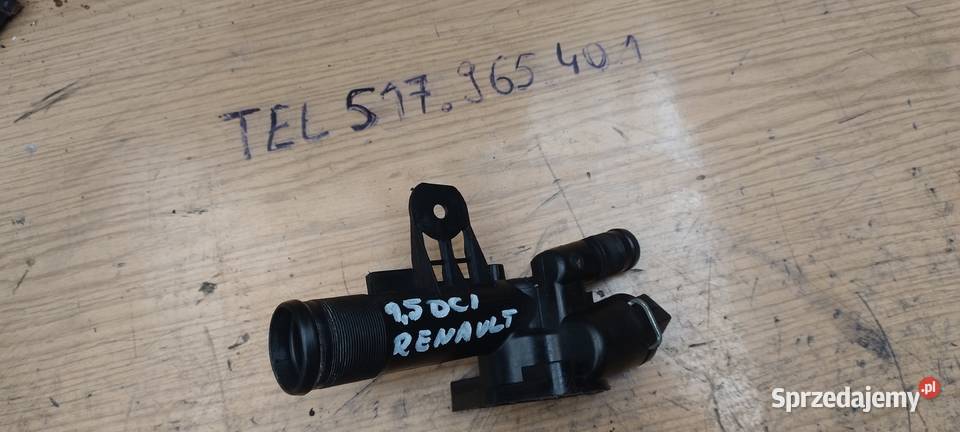 TEL 517.965.401
1,5 DCI
RENAULT
Sprzedajemy.pl